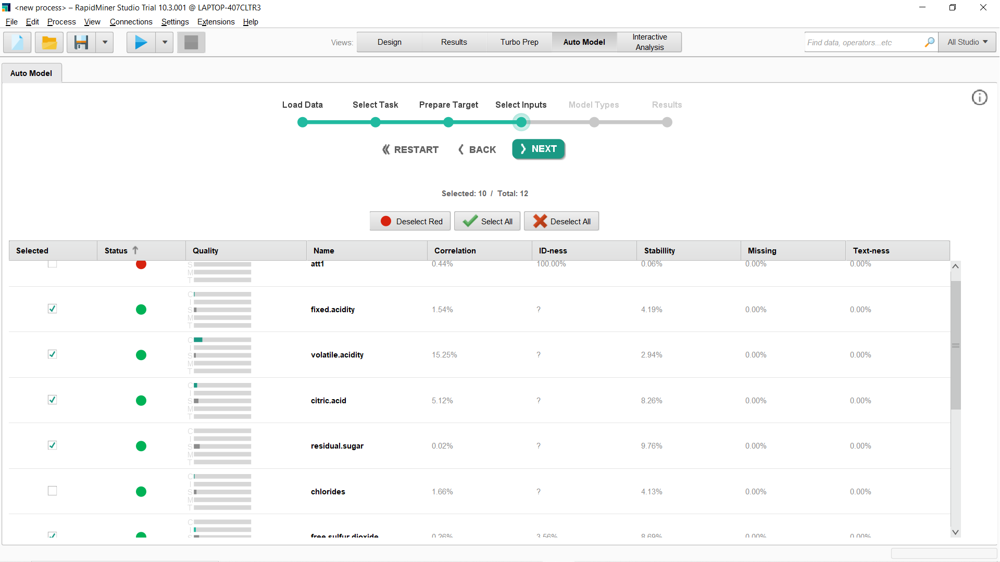 <new process> – RapidMiner Studio Trial 10.3.001 @ LAPTOP-407CLTR3
File Edit Process View Connections Settings Extensions Help
Views: Design Results Turbo Prep Auto Model Interactive Analysis
Find data, operators...etc All Studio
Auto Model
Load Data Select Task Prepare Target Select Inputs Model Types Results
RESTART BACK NEXT
Selected: 10 / Total: 12
Deselect Red Select All Deselect All
Selected Status Quality Name Correlation ID-ness Stabillity Missing Text-ness
S M T att1 0.44% 100.00% 0.06% 0.00% 0.00%
C I S M T fixed.acidity 1.54% ? 4.19% 0.00% 0.00%
C I S M T volatile.acidity 15.25% ? 2.94% 0.00% 0.00%
C I S M T citric.acid 5.12% ? 8.26% 0.00% 0.00%
C I S M T residual.sugar 0.02% ? 9.76% 0.00% 0.00%
C I S M T chlorides 1.66% ? 4.13% 0.00% 0.00%
C I S free.sulfur.dioxide 0.26% 3.56% 8.69% 0.00% 0.00%